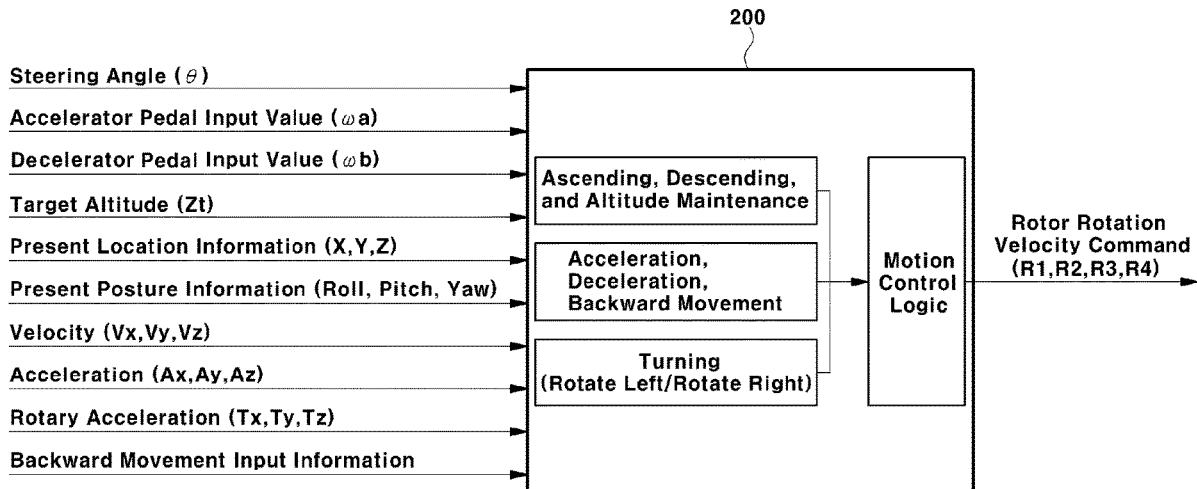 200
Steering Angle (θ)
Accelerator Pedal Input Value (ωa)
Decelerator Pedal Input Value (ωb)
Target Altitude (Zt)
Present Location Information (X,Y,Z)
Present Posture Information (Roll, Pitch, Yaw)
Velocity (Vx,Vy,Vz)
Acceleration (Ax,Ay,Az)
Rotary Acceleration (Tx,Ty,Tz)
Backward Movement Input Information
Ascending, Descending,
and Altitude Maintenance
Acceleration,
Deceleration,
Backward Movement
Turning
(Rotate Left/Rotate Right)
Motion
Control
Logic
Rotor Rotation
Velocity Command
(R1,R2,R3,R4)